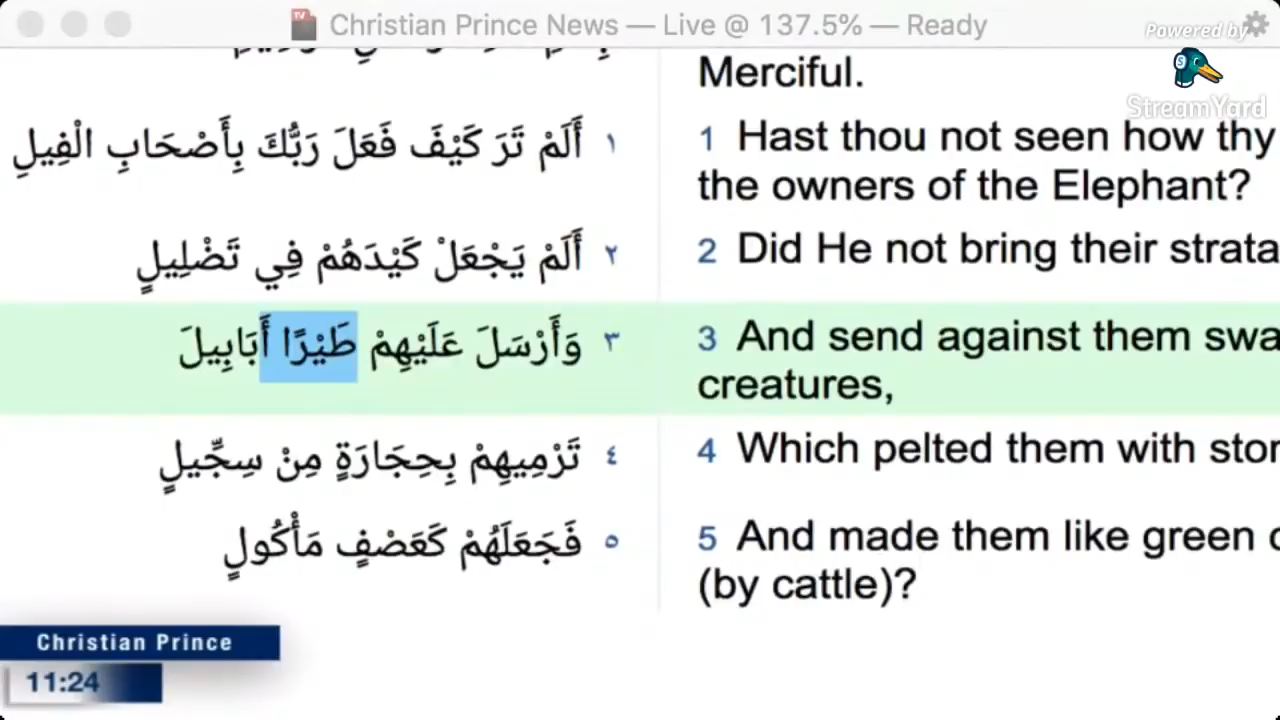 Christian Prince News — Live @ 137.5% — Ready
Powered by
StreamYard
Merciful.
١ أَلَمْ تَرَ كَيْفَ فَعَلَ رَبُّكَ بِأَصْحَابِ الْفِيلِ
1 Hast thou not seen how thy
the owners of the Elephant?
٢ أَلَمْ يَجْعَلْ كَيْدَهُمْ فِي تَضْلِيلٍ
2 Did He not bring their strata
٣ وَأَرْسَلَ عَلَيْهِمْ طَيْرًا أَبَابِيلَ
3 And send against them swa
creatures,
٤ تَرْمِيهِمْ بِحِجَارَةٍ مِنْ سِجِّيلٍ
4 Which pelted them with ston
٥ فَجَعَلَهُمْ كَعَصْفٍ مَأْكُولٍ
5 And made them like green
(by cattle)?
Christian Prince
11:24